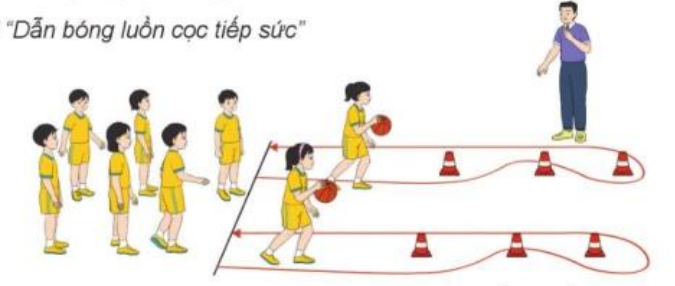 “Dẫn bóng luồn cọc tiếp sức”